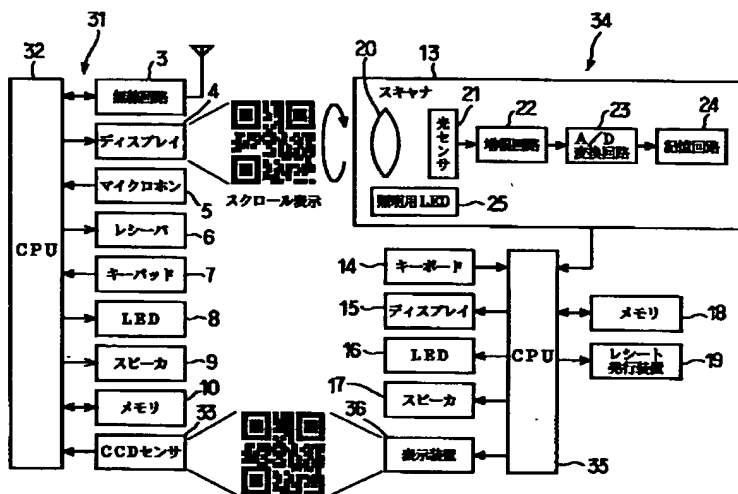 31
32
3
無線回路
4
ディスプレイ
スクロール表示
マイクロホン
5
レシーバ
6
CPU
キーパッド
7
LED
8
スピーカ
9
メモリ
10
33
CCDセンサ
34
13
スキャナ
20
21
光センサ
22
増幅回路
23
A/D
変換回路
24
記憶回路
照明用LED
25
14
キーボード
15
ディスプレイ
16
LED
17
スピーカ
36
表示装置
CPU
35
メモリ
18
レシート
発行装置
19